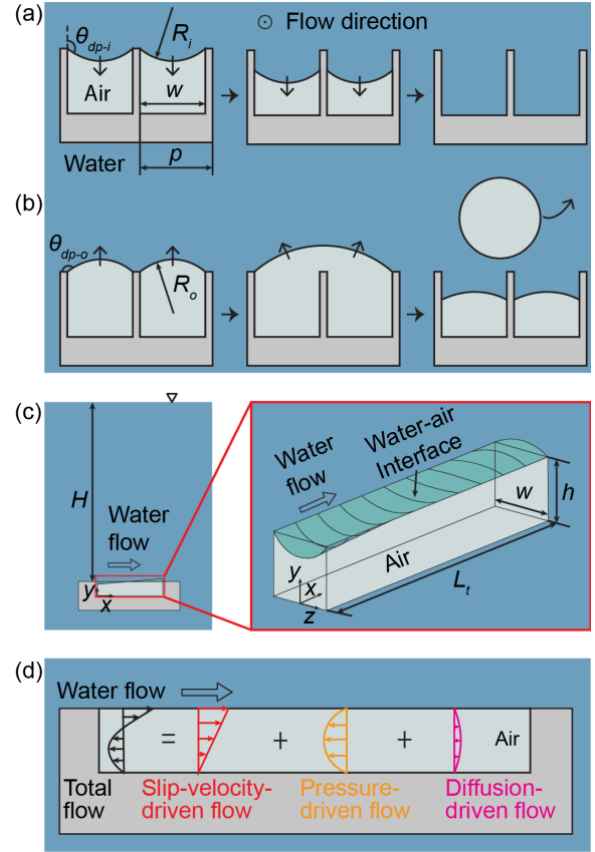 (a)
⊙ Flow direction
θdp-i
Ri
Air
w
Water
p
(b)
θdp-o
Ro
(c)
H
Water
flow
y
x
Water
flow
Water-air
Interface
w
h
y
x
z
Air
Lt
(d)
Water flow
= + +
Air
Total
flow
Slip-velocity-
driven flow
Pressure-
driven flow
Diffusion-
driven flow